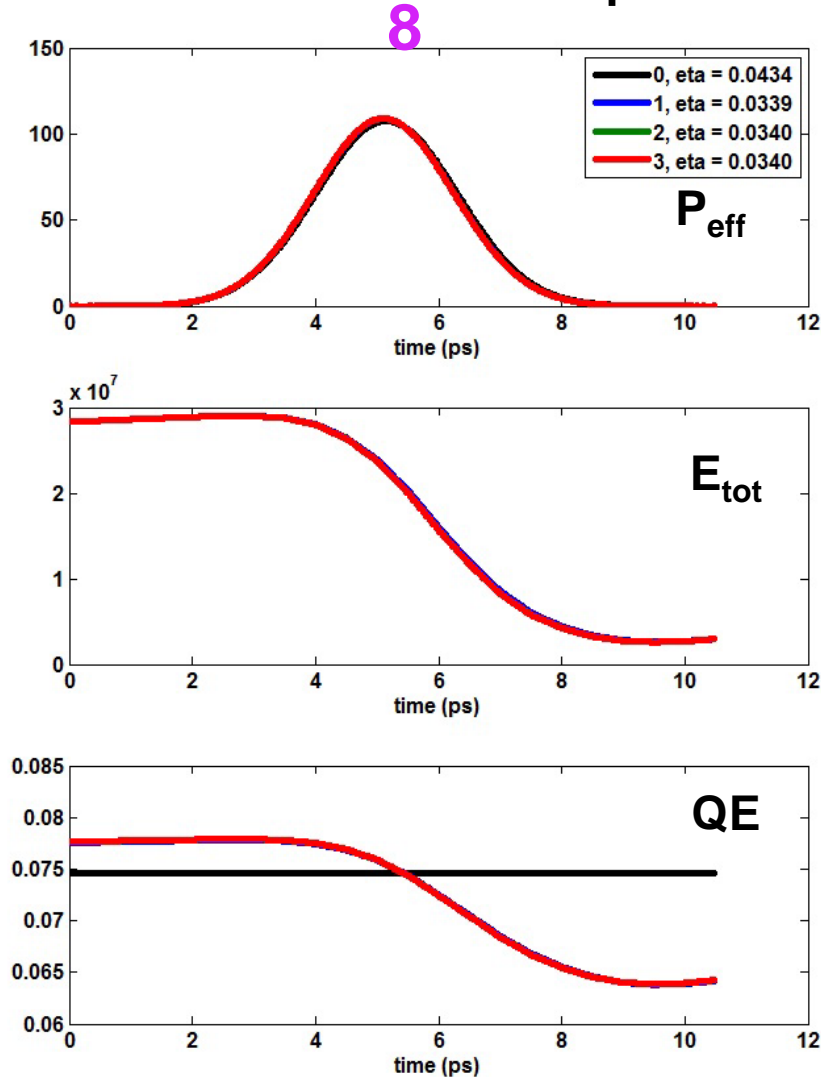 8
150
100
50
0
0, eta = 0.0434
1, eta = 0.0339
2, eta = 0.0340
3, eta = 0.0340
P_eff
0 2 4 6 8 10 12
time (ps)
x 10^7
3
2
1
0
E_tot
0 2 4 6 8 10 12
time (ps)
0.085
0.08
0.075
0.07
0.065
0.06
QE
0 2 4 6 8 10 12
time (ps)